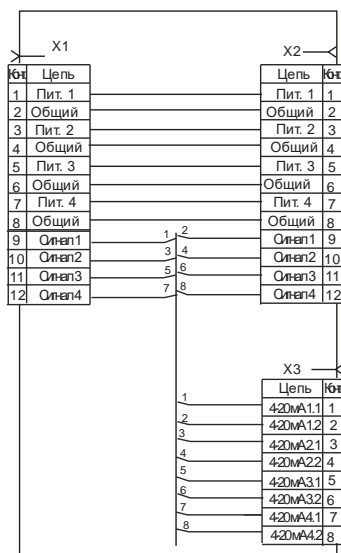 X1 X2
Конт Цепь Цепь Конт
1 Пит. 1 Пит. 1 1
2 Общий Общий 2
3 Пит. 2 Пит. 2 3
4 Общий Общий 4
5 Пит. 3 Пит. 3 5
6 Общий Общий 6
7 Пит. 4 Пит. 4 7
8 Общий Общий 8
9 Сигнал1 1 2 Сигнал1 9
10 Сигнал2 3 4 Сигнал2 10
11 Сигнал3 5 6 Сигнал3 11
12 Сигнал4 7 8 Сигнал4 12
X3
Цепь Конт
1 4-20мА1.1 1
2 4-20мА1.2 2
3 4-20мА2.1 3
4 4-20мА2.2 4
5 4-20мА3.1 5
6 4-20мА3.2 6
7 4-20мА4.1 7
8 4-20мА4.2 8